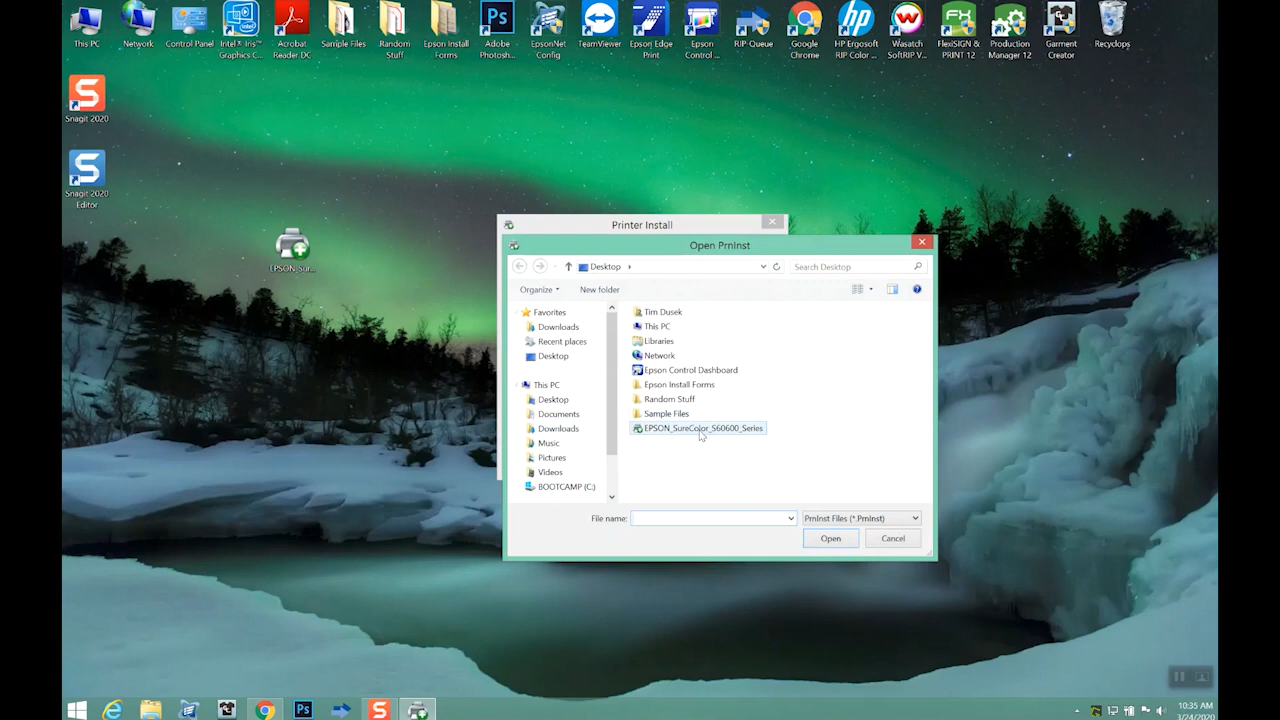 This PC
Network
Control Panel
Intel® Iris™
Graphics C...
Acrobat
Reader DC
Sample Files
Random
Stuff
Epson Install
Forms
Adobe
Photosh...
EpsonNet
Config
TeamViewer
Epson Edge
Print
Epson
Control ...
RIP-Queue
Google
Chrome
HP Ergosoft
RIP Color ...
Wasatch
SoftRIP V...
FlexiSIGN &
PRINT 12
Production
Manager 12
Garment
Creator
Recyclops
Snagit 2020
Snagit 2020
Editor
EPSON_Sur...
Printer Install
Open PrnInst
Desktop
Search Desktop
Organize
New folder
Favorites
Downloads
Recent places
Desktop
This PC
Desktop
Documents
Downloads
Music
Pictures
Videos
BOOTCAMP (C:)
Tim Dusek
This PC
Libraries
Network
Epson Control Dashboard
Epson Install Forms
Random Stuff
Sample Files
EPSON_SureColor_S60600_Series
File name:
PrnInst Files (*.PrnInst)
Open
Cancel
10:35 AM
3/24/2020